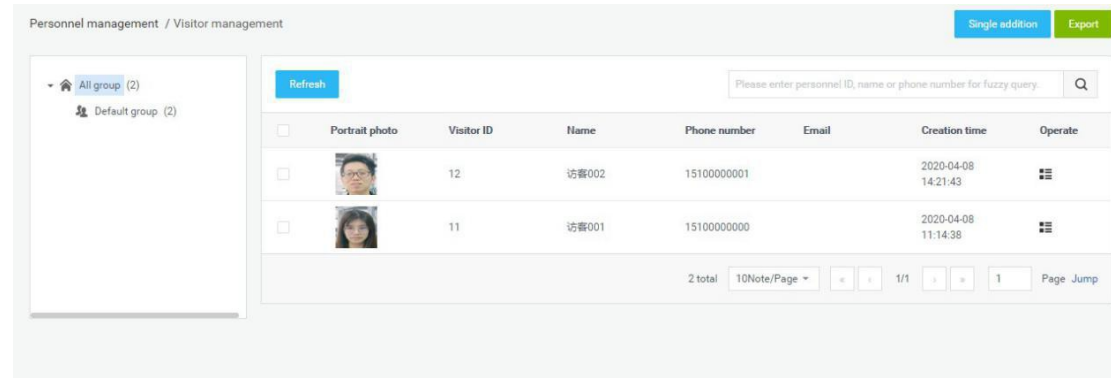 Personnel management / Visitor management
Single addition
Export
All group (2)
Default group (2)
Refresh
Please enter personnel ID, name or phone number for fuzzy query.
Portrait photo Visitor ID Name Phone number Email Creation time Operate
12 访客002 15100000001 2020-04-08
14:21:43
11 访客001 15100000000 2020-04-08
11:14:38
2 total 10Note/Page « ‹ 1/1 › » 1 Page Jump